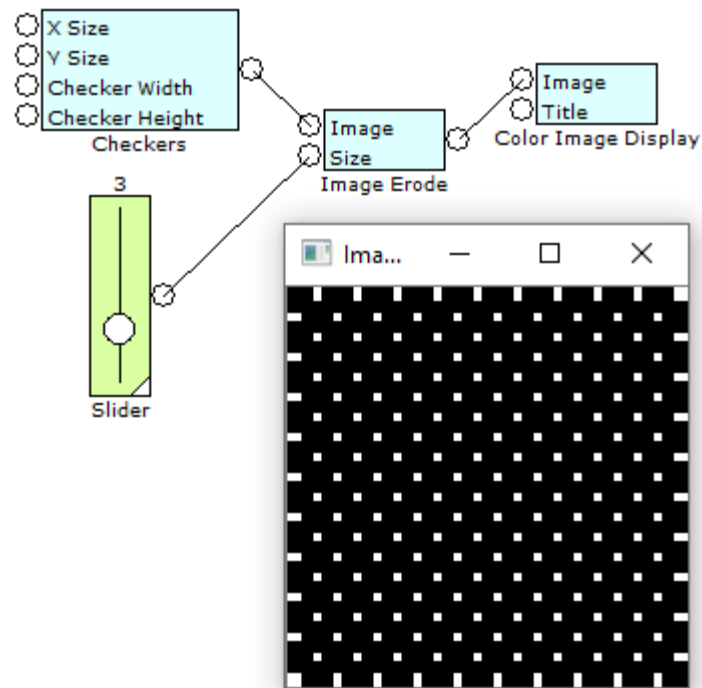 X Size
Y Size
Checker Width
Checker Height
Checkers
Image
Size
Image Erode
Image
Title
Color Image Display
3
Slider
Ima...